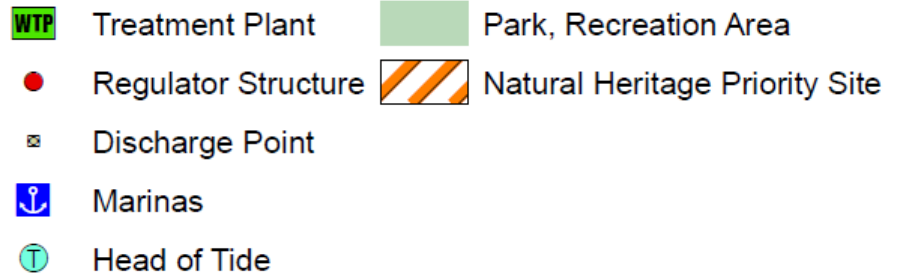 WTP Treatment Plant Park, Recreation Area
Regulator Structure Natural Heritage Priority Site
Discharge Point
Marinas
T Head of Tide